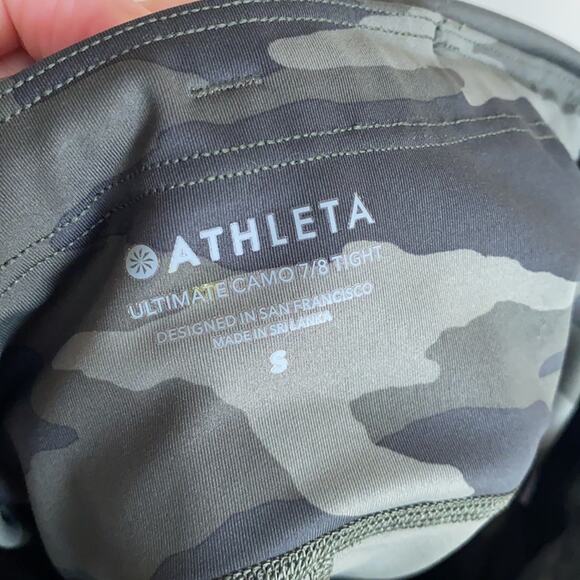 ATHLETA
ULTIMATE CAMO 7/8 TIGHT
DESIGNED IN SAN FRANCISCO
MADE IN SRI LANKA
S